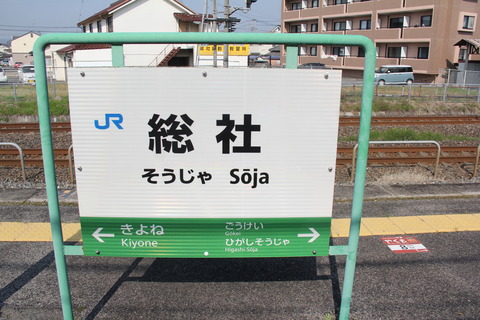 JR
総社
そうじゃ Sōja
きよね
Kiyone
ごうけい
Gōkei
ひがしそうじゃ
Higashi-Sōja